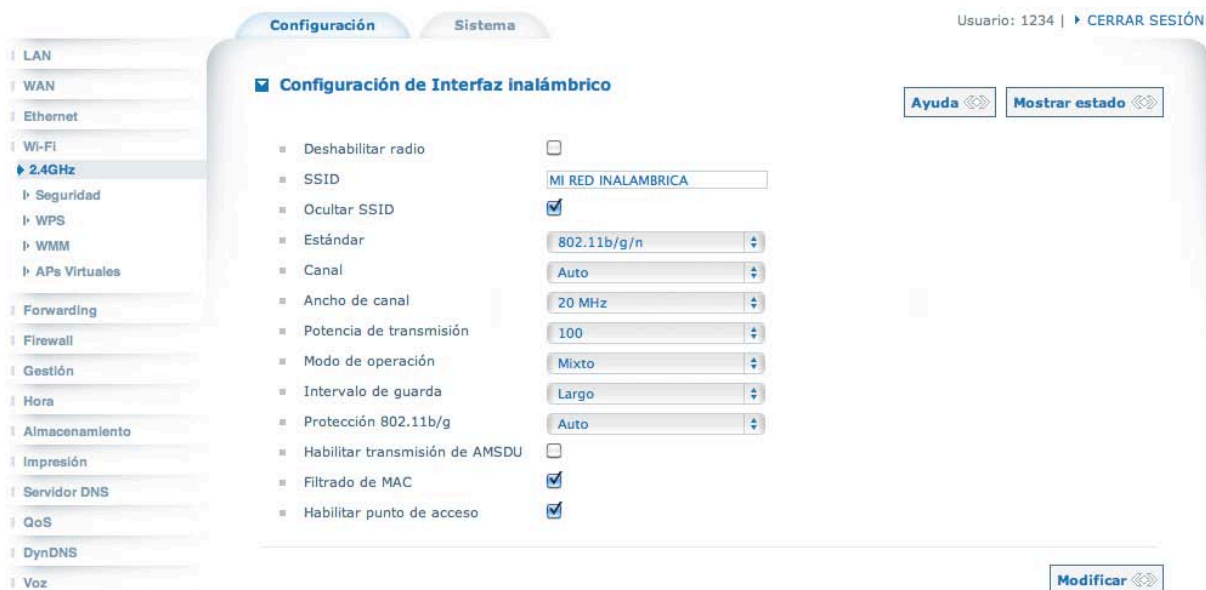 Configuración
Sistema
Usuario: 1234 | CERRAR SESIÓN
LAN
WAN
Ethernet
Wi-Fi
2.4GHz
Seguridad
WPS
WMM
APs Virtuales
Forwarding
Firewall
Gestión
Hora
Almacenamiento
Impresión
Servidor DNS
QoS
DynDNS
Voz
Configuración de Interfaz inalámbrico
Ayuda
Mostrar estado
Deshabilitar radio
SSID MI RED INALAMBRICA
Ocultar SSID
Estándar 802.11b/g/n
Canal Auto
Ancho de canal 20 MHz
Potencia de transmisión 100
Modo de operación Mixto
Intervalo de guarda Largo
Protección 802.11b/g Auto
Habilitar transmisión de AMSDU
Filtrado de MAC
Habilitar punto de acceso
Modificar